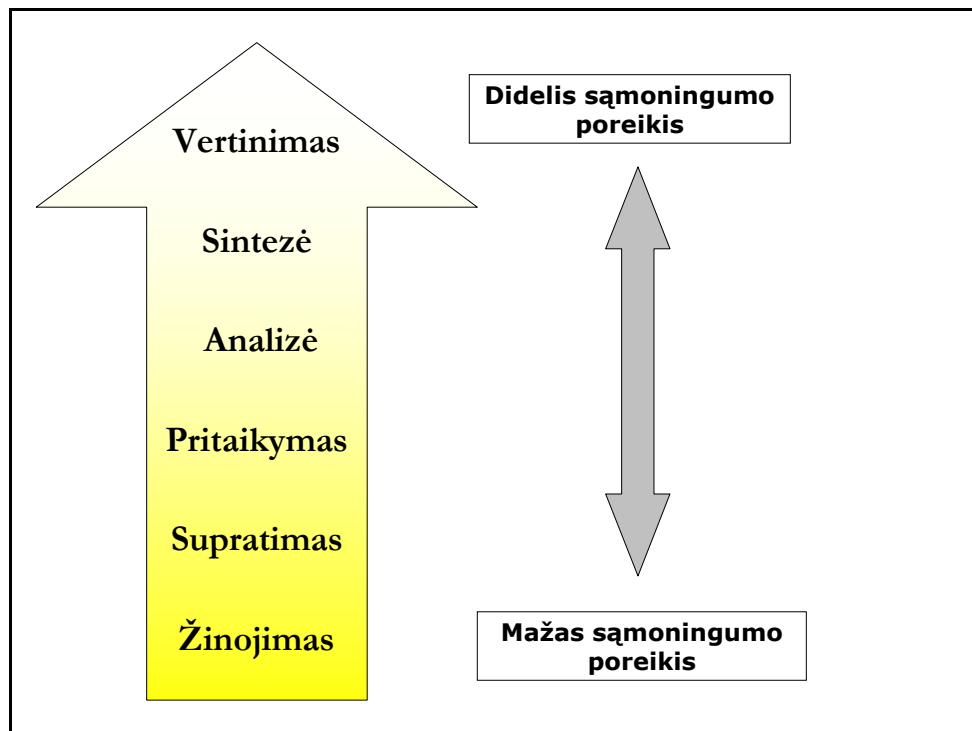 Didelis sąmoningumo
poreikis
Vertinimas
Sintezė
Analizė
Pritaikymas
Supratimas
Žinojimas
Mažas sąmoningumo
poreikis